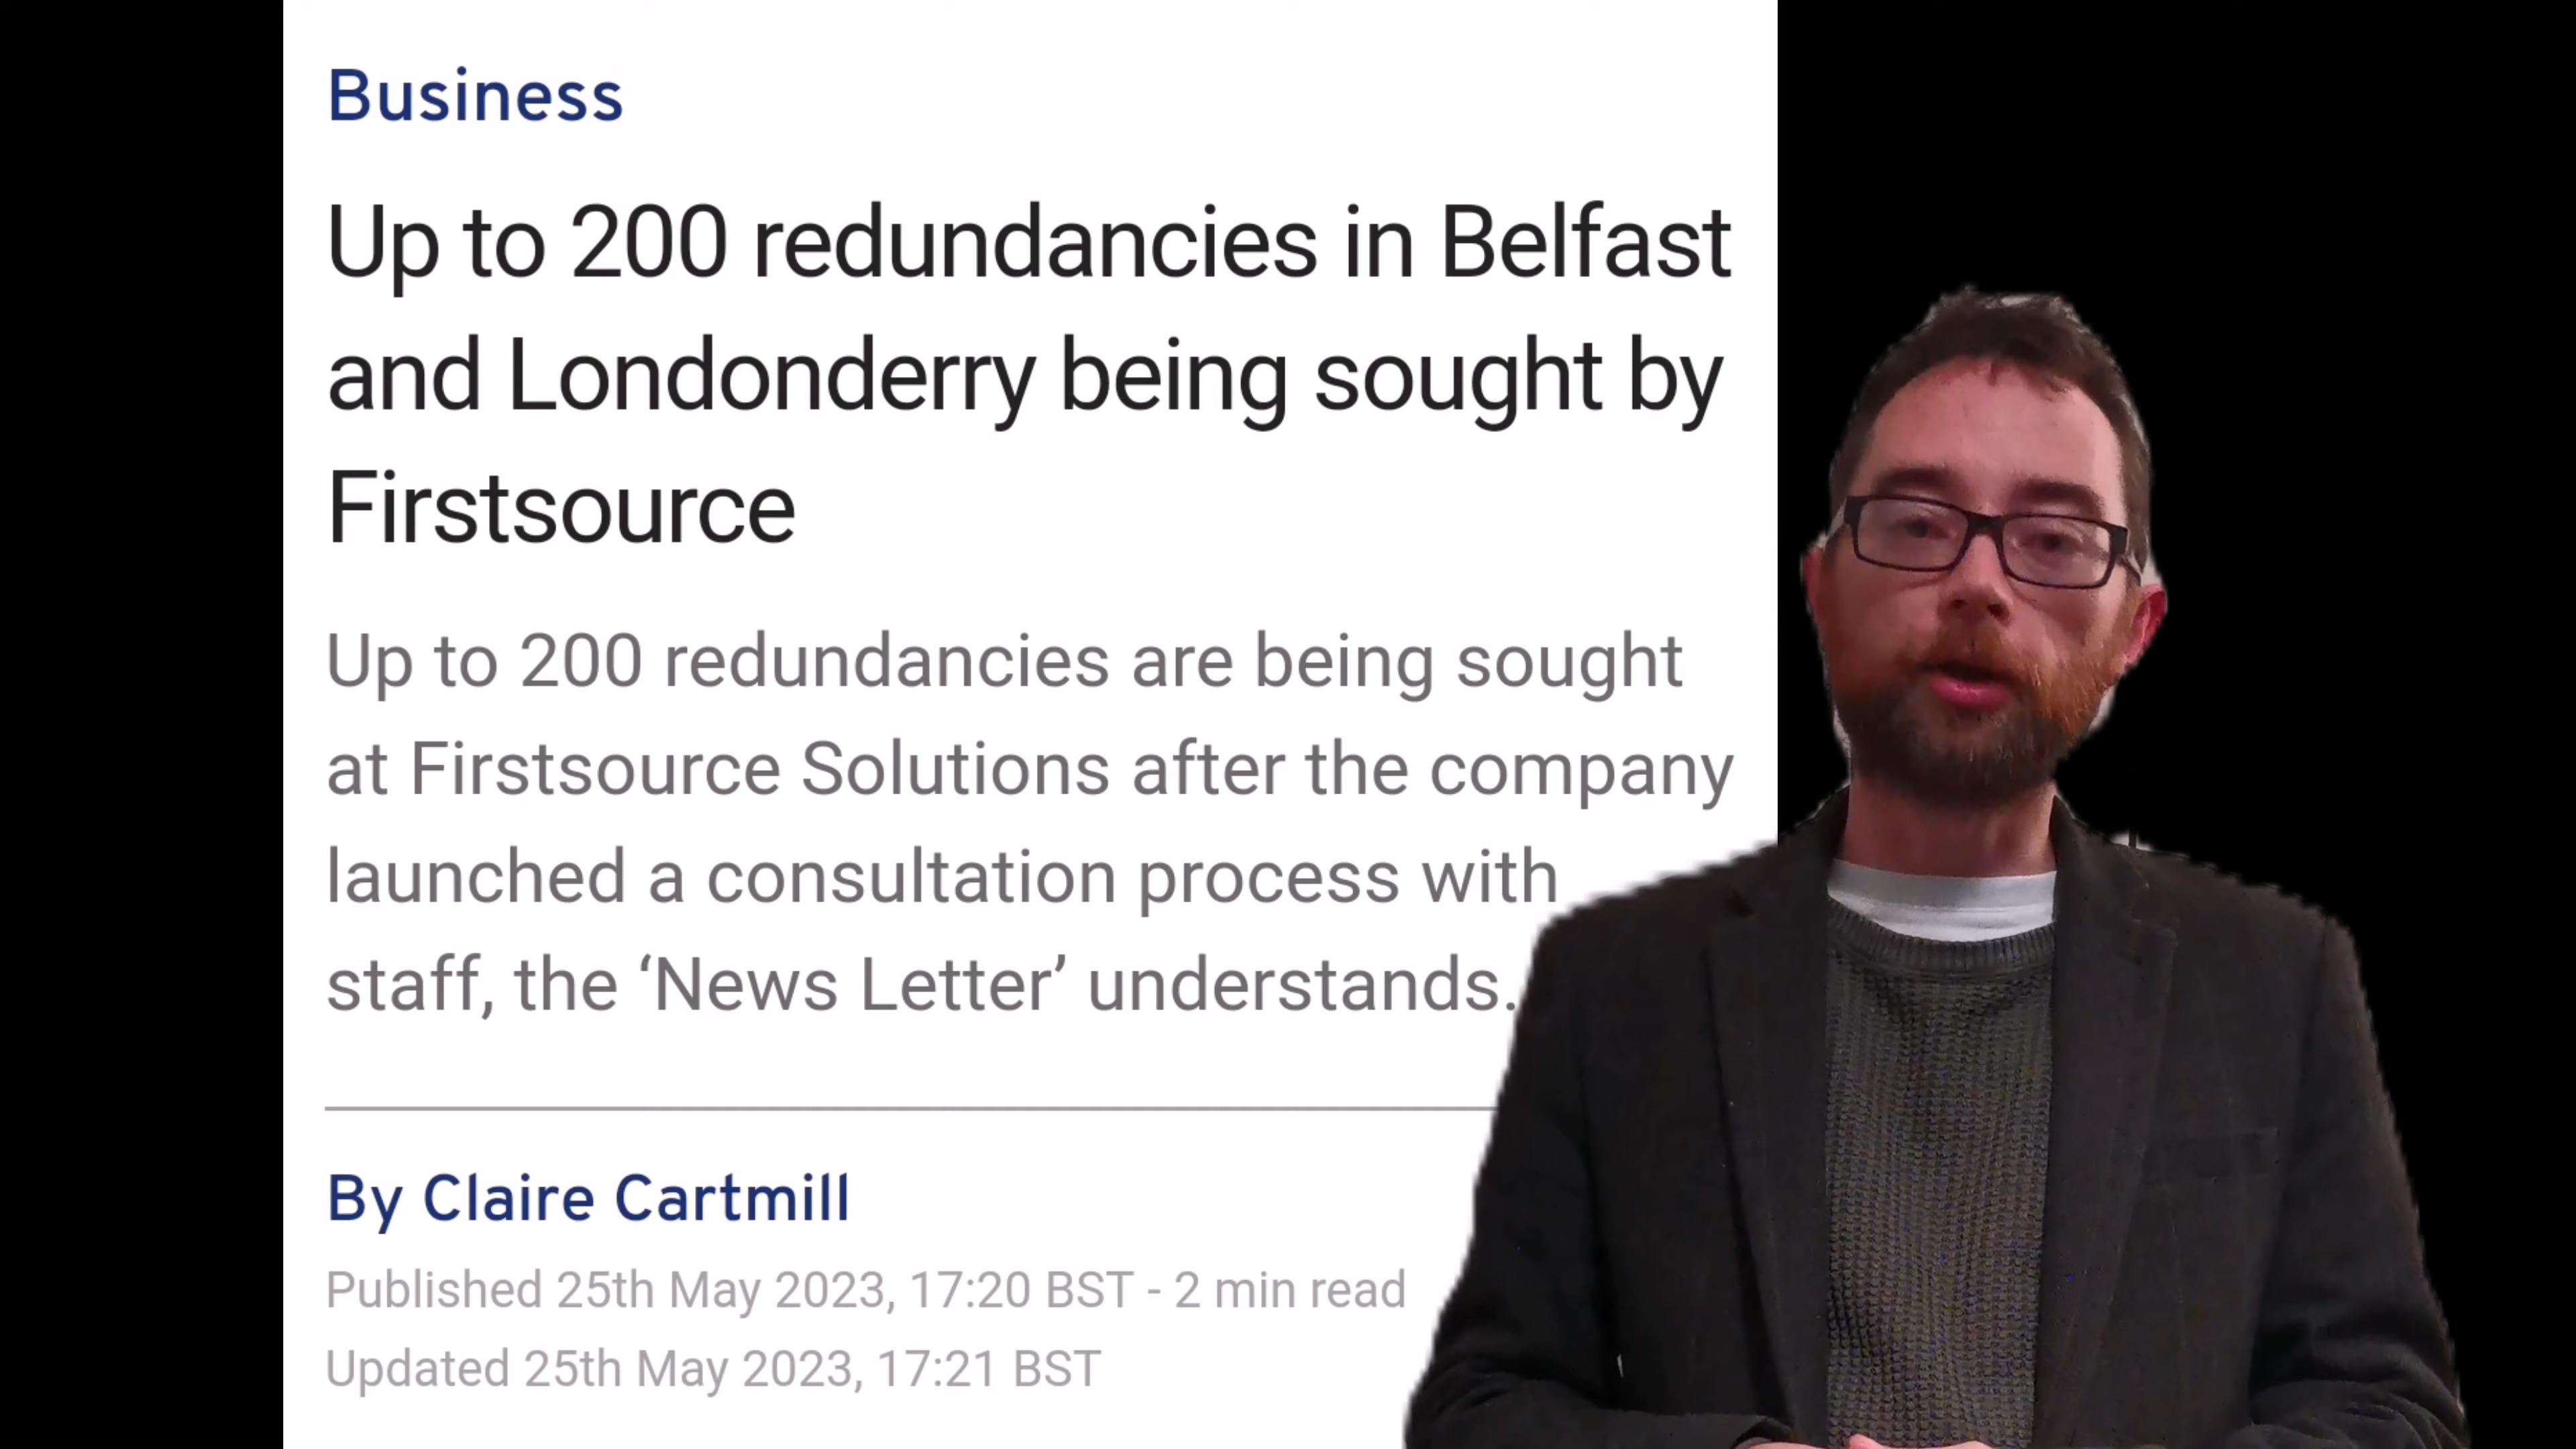 Business
Up to 200 redundancies in Belfast
and Londonderry being sought by
Firstsource
Up to 200 redundancies are being sought
at Firstsource Solutions after the company
launched a consultation process with
staff, the ‘News Letter’ understands.
By Claire Cartmill
Published 25th May 2023, 17:20 BST - 2 min read
Updated 25th May 2023, 17:21 BST